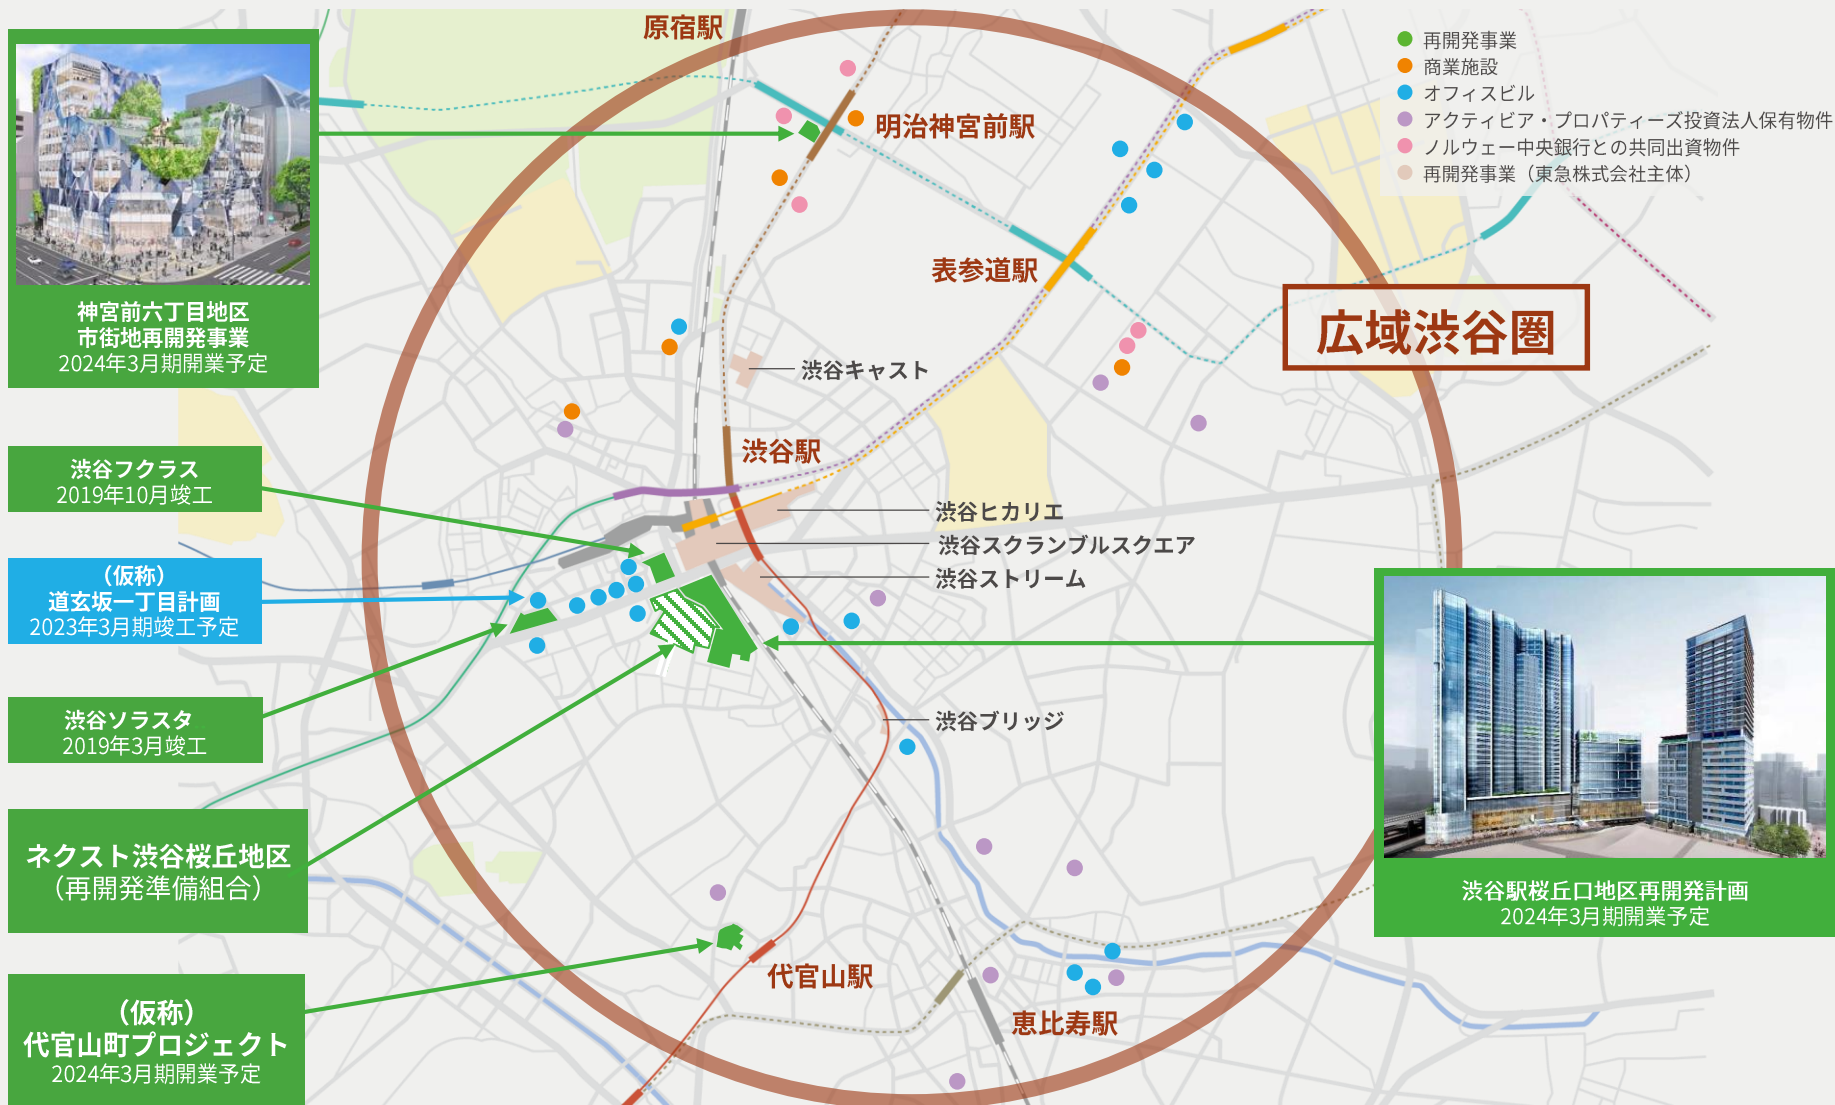 原宿駅
再開発事業
商業施設
オフィスビル
アクティビア・プロパティーズ投資法人保有物件
ノルウェー中央銀行との共同出資物件
再開発事業（東急株式会社主体）
明治神宮前駅
表参道駅
広域渋谷圏
神宮前六丁目地区
市街地再開発事業
2024年3月期開業予定
渋谷キャスト
渋谷駅
渋谷フクラス
2019年10月竣工
渋谷ヒカリエ
渋谷スクランブルスクエア
渋谷ストリーム
（仮称）
道玄坂一丁目計画
2023年3月期竣工予定
渋谷ソラスタ
2019年3月竣工
渋谷ブリッジ
ネクスト渋谷桜丘地区
（再開発準備組合）
渋谷駅桜丘口地区再開発計画
2024年3月期開業予定
代官山駅
恵比寿駅
（仮称）
代官山町プロジェクト
2024年3月期開業予定